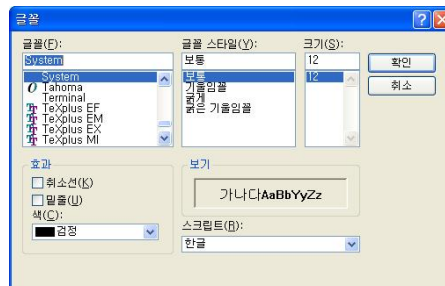 글꼴
글꼴(F):
System
System
Tahoma
Terminal
TeXplus EF
TeXplus EM
TeXplus EX
TeXplus MI
글꼴 스타일(Y):
보통
보통
기울임꼴
굵게
굵은 기울임꼴
크기(S):
12
12
확인
취소
효과
취소선(K)
밑줄(U)
색(C):
검정
보기
가나다AaBbYyZz
스크립트(R):
한글